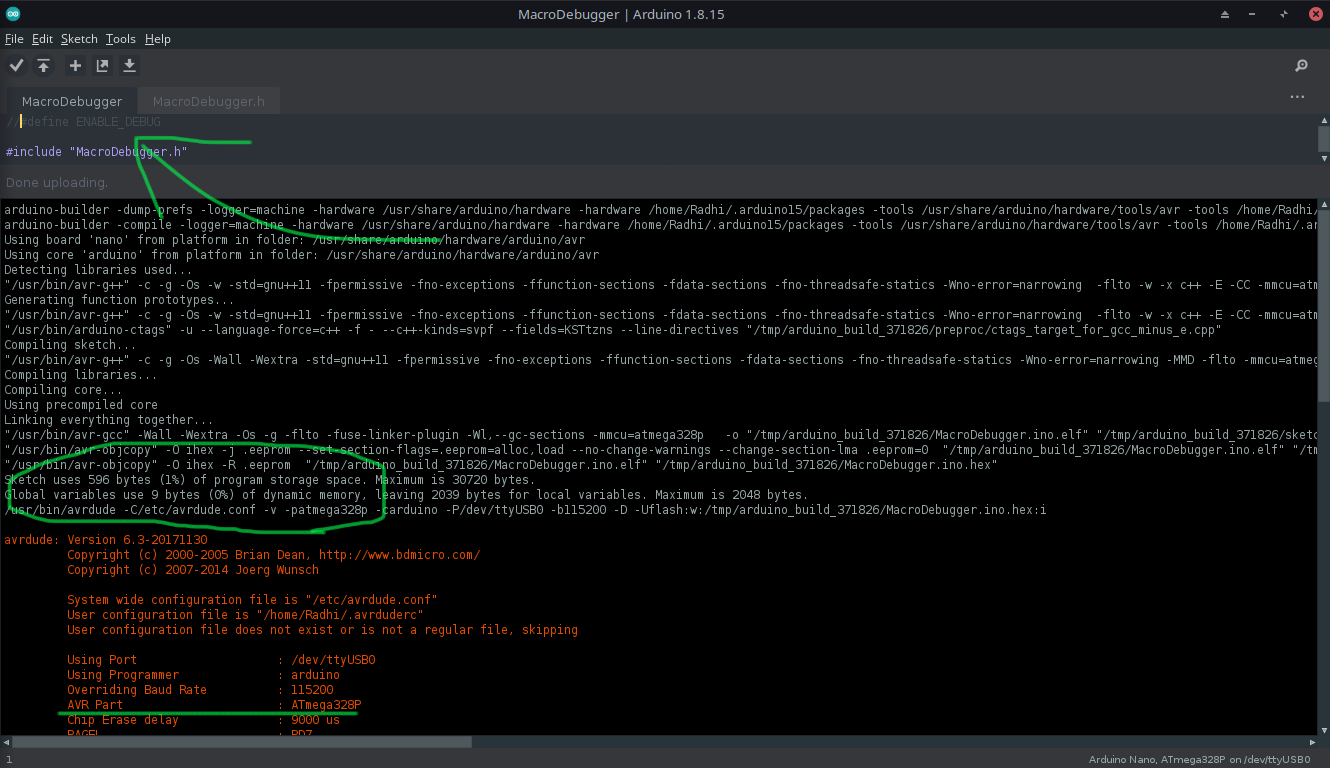 MacroDebugger | Arduino 1.8.15
File Edit Sketch Tools Help
MacroDebugger MacroDebugger.h
//#define ENABLE_DEBUG
#include "MacroDebugger.h"
Done uploading.
arduino-builder -dump-prefs -logger=machine -hardware /usr/share/arduino/hardware -hardware /home/Radhi/.arduino15/packages -tools /usr/share/arduino/hardware/tools/avr -tools /home/Radhi/
arduino-builder -compile -logger=machine -hardware /usr/share/arduino/hardware -hardware /home/Radhi/.arduino15/packages -tools /usr/share/arduino/hardware/tools/avr -tools /home/Radhi/.ar
Using board 'nano' from platform in folder: /usr/share/arduino/hardware/arduino/avr
Using core 'arduino' from platform in folder: /usr/share/arduino/hardware/arduino/avr
Detecting libraries used...
"/usr/bin/avr-g++" -c -g -Os -w -std=gnu++11 -fpermissive -fno-exceptions -ffunction-sections -fdata-sections -fno-threadsafe-statics -Wno-error=narrowing -flto -w -x c++ -E -CC -mmcu=atm
Generating function prototypes...
"/usr/bin/avr-g++" -c -g -Os -w -std=gnu++11 -fpermissive -fno-exceptions -ffunction-sections -fdata-sections -fno-threadsafe-statics -Wno-error=narrowing -flto -w -x c++ -E -CC -mmcu=atm
"/usr/bin/arduino-ctags" -u --language-force=c++ -f - --c++-kinds=svpf --fields=KSTtzns --line-directives "/tmp/arduino_build_371826/preproc/ctags_target_for_gcc_minus_e.cpp"
Compiling sketch...
"/usr/bin/avr-g++" -c -g -Os -Wall -Wextra -std=gnu++11 -fpermissive -fno-exceptions -ffunction-sections -fdata-sections -fno-threadsafe-statics -Wno-error=narrowing -MMD -flto -mmcu=atmeg
Compiling libraries...
Compiling core...
Using precompiled core
Linking everything together...
"/usr/bin/avr-gcc" -Wall -Wextra -Os -g -flto -fuse-linker-plugin -Wl,--gc-sections -mmcu=atmega328p -o "/tmp/arduino_build_371826/MacroDebugger.ino.elf" "/tmp/arduino_build_371826/sketc
"/usr/bin/avr-objcopy" -O ihex -j .eeprom --set-section-flags=.eeprom=alloc,load --no-change-warnings --change-section-lma .eeprom=0 "/tmp/arduino_build_371826/MacroDebugger.ino.elf" "/tm
"/usr/bin/avr-objcopy" -O ihex -R .eeprom "/tmp/arduino_build_371826/MacroDebugger.ino.elf" "/tmp/arduino_build_371826/MacroDebugger.ino.hex"
Sketch uses 596 bytes (1%) of program storage space. Maximum is 30720 bytes.
Global variables use 9 bytes (0%) of dynamic memory, leaving 2039 bytes for local variables. Maximum is 2048 bytes.
/usr/bin/avrdude -C/etc/avrdude.conf -v -patmega328p -carduino -P/dev/ttyUSB0 -b115200 -D -Uflash:w:/tmp/arduino_build_371826/MacroDebugger.ino.hex:i
avrdude: Version 6.3-20171130
Copyright (c) 2000-2005 Brian Dean, http://www.bdmicro.com/
Copyright (c) 2007-2014 Joerg Wunsch
System wide configuration file is "/etc/avrdude.conf"
User configuration file is "/home/Radhi/.avrduderc"
User configuration file does not exist or is not a regular file, skipping
Using Port : /dev/ttyUSB0
Using Programmer : arduino
Overriding Baud Rate : 115200
AVR Part : ATmega328P
Chip Erase delay : 9000 us
PAGEL : PD7
1 Arduino Nano, ATmega328P on /dev/ttyUSB0